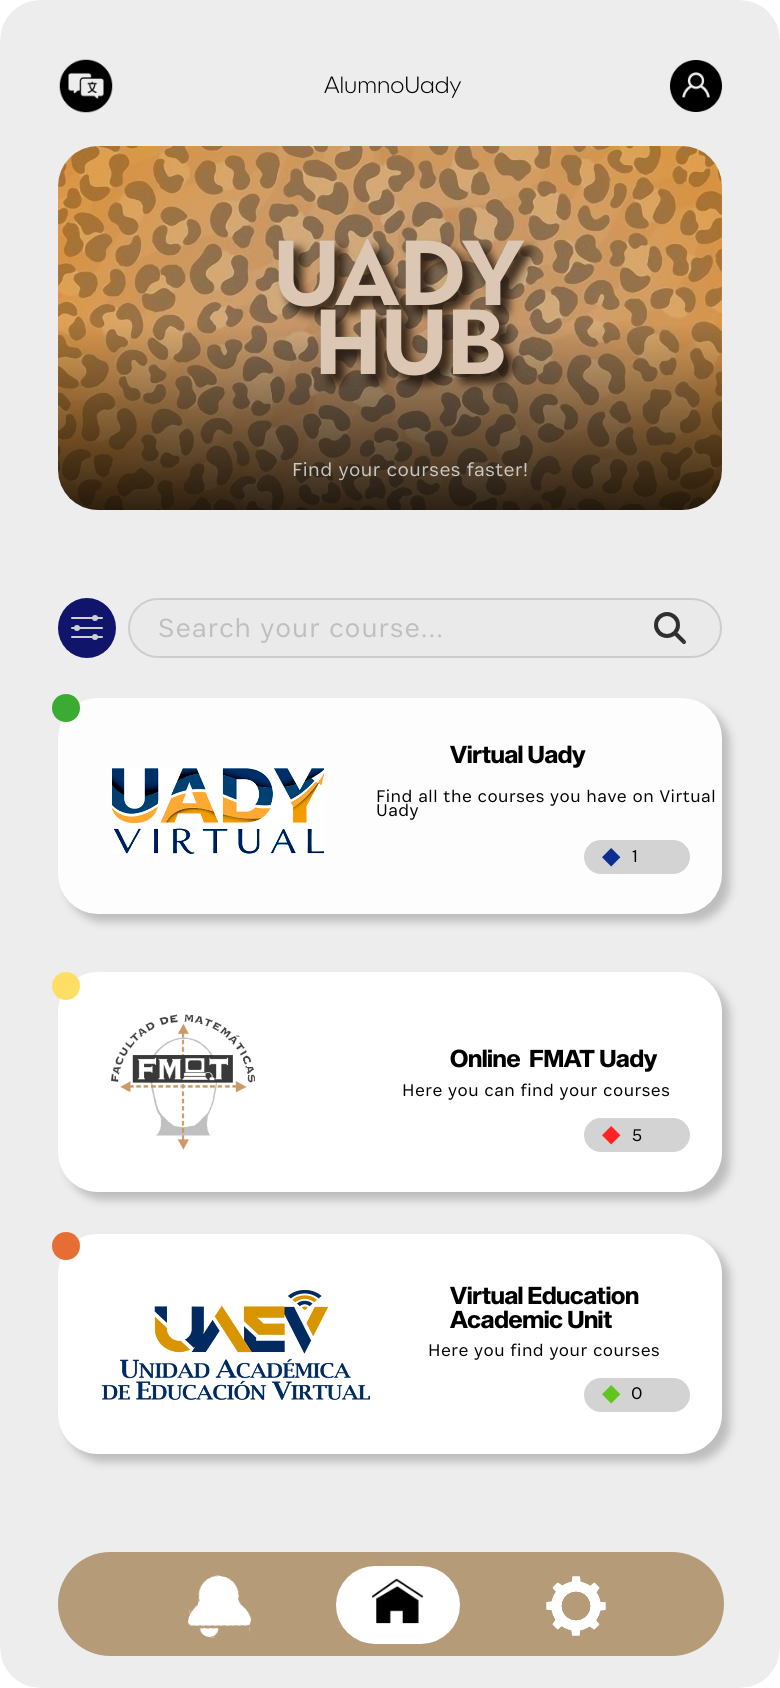 文
AlumnoUady
UADY
HUB
Find your courses faster!
Search your course...
UADY
VIRTUAL
Virtual Uady
Find all the courses you have on Virtual
Uady
1
FACULTAD DE MATEMÁTICAS
FMAT
Online FMAT Uady
Here you can find your courses
5
UAEV
UNIDAD ACADÉMICA
DE EDUCACIÓN VIRTUAL
Virtual Education
Academic Unit
Here you find your courses
0